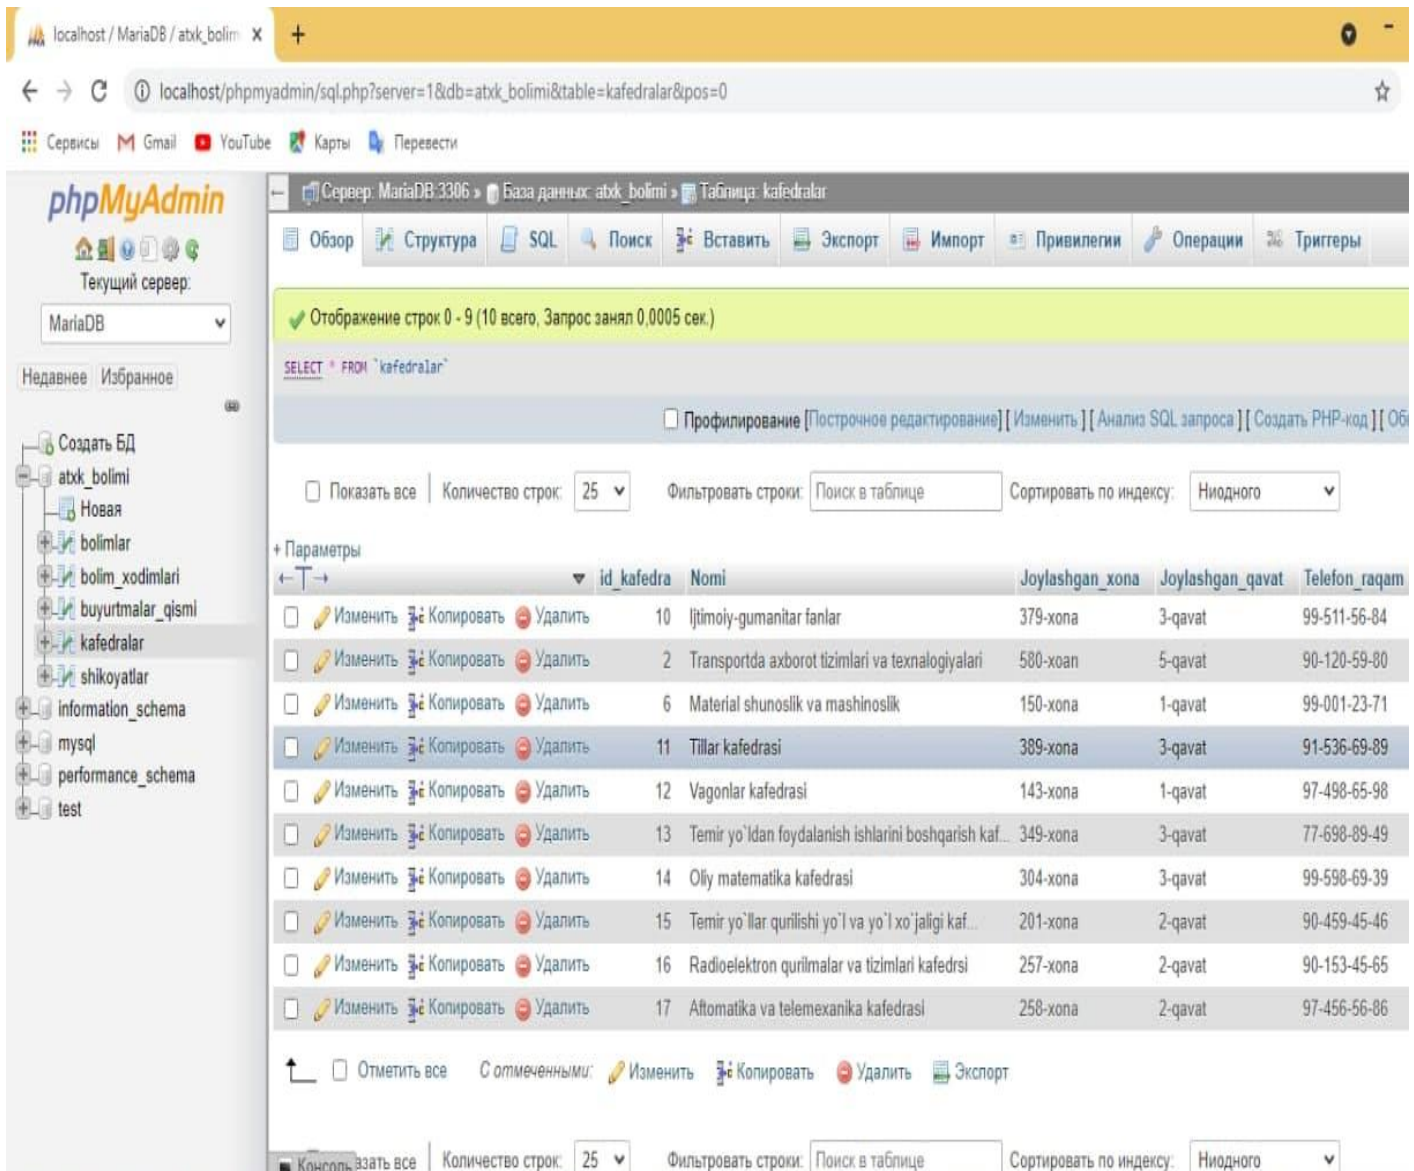 localhost / MariaDB / atxk_bolim
localhost/phpmyadmin/sql.php?server=1&db=atxk_bolimi&table=kafedralar&pos=0
Сервисы Gmail YouTube Карты Перевести
phpMyAdmin
Текущий сервер:
MariaDB
Недавнее Избранное
Создать БД
atxk_bolimi
Новая
bolimlar
bolim_xodimlari
buyurtmalar_qismi
kafedralar
shikoyatlar
information_schema
mysql
performance_schema
test
Сервер: MariaDB:3306 » База данных: atxk_bolimi » Таблица: kafedralar
Обзор Структура SQL Поиск Вставить Экспорт Импорт Привилегии Операции Триггеры
Отображение строк 0 - 9 (10 всего, Запрос занял 0,0005 сек.)
SELECT * FROM `kafedralar`
Профилирование [Построчное редактирование] [ Изменить ] [ Анализ SQL запроса ] [ Создать PHP-код ] [ Об
Показать все Количество строк: 25 Фильтровать строки: Поиск в таблице Сортировать по индексу: Ниодного
+ Параметры
←T→ id_kafedra Nomi Joylashgan_xona Joylashgan_qavat Telefon_raqam
Изменить Копировать Удалить 10 Ijtimoiy-gumanitar fanlar 379-xona 3-qavat 99-511-56-84
Изменить Копировать Удалить 2 Transportda axborot tizimlari va texnalogiyalari 580-xoan 5-qavat 90-120-59-80
Изменить Копировать Удалить 6 Material shunoslik va mashinoslik 150-xona 1-qavat 99-001-23-71
Изменить Копировать Удалить 11 Tillar kafedrasi 389-xona 3-qavat 91-536-69-89
Изменить Копировать Удалить 12 Vagonlar kafedrasi 143-xona 1-qavat 97-498-65-98
Изменить Копировать Удалить 13 Temir yo`ldan foydalanish ishlarini boshqarish kaf... 349-xona 3-qavat 77-698-89-49
Изменить Копировать Удалить 14 Oliy matematika kafedrasi 304-xona 3-qavat 99-598-69-39
Изменить Копировать Удалить 15 Temir yo`llar qurilishi yo`l va yo`l xo`jaligi kaf... 201-xona 2-qavat 90-459-45-46
Изменить Копировать Удалить 16 Radioelektron qurilmalar va tizimlari kafedrsi 257-xona 2-qavat 90-153-45-65
Изменить Копировать Удалить 17 Aftomatika va telemexanika kafedrasi 258-xona 2-qavat 97-456-56-86
Отметить все С отмеченными: Изменить Копировать Удалить Экспорт
Консоль зать все Количество строк: 25 Фильтровать строки: Поиск в таблице Сортировать по индексу: Ниодного